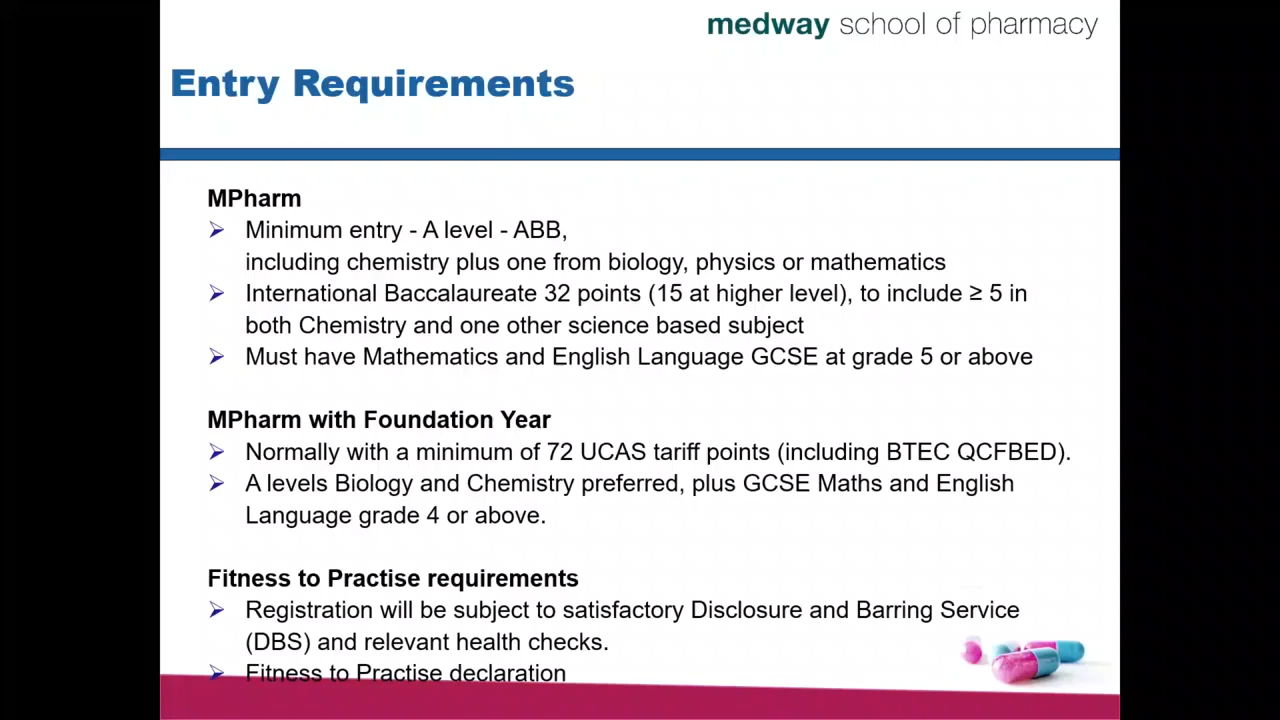 medway school of pharmacy
Entry Requirements
MPharm
➢ Minimum entry - A level - ABB,
including chemistry plus one from biology, physics or mathematics
➢ International Baccalaureate 32 points (15 at higher level), to include ≥ 5 in
both Chemistry and one other science based subject
➢ Must have Mathematics and English Language GCSE at grade 5 or above
MPharm with Foundation Year
➢ Normally with a minimum of 72 UCAS tariff points (including BTEC QCFBED).
➢ A levels Biology and Chemistry preferred, plus GCSE Maths and English
Language grade 4 or above.
Fitness to Practise requirements
➢ Registration will be subject to satisfactory Disclosure and Barring Service
(DBS) and relevant health checks.
➢ Fitness to Practise declaration